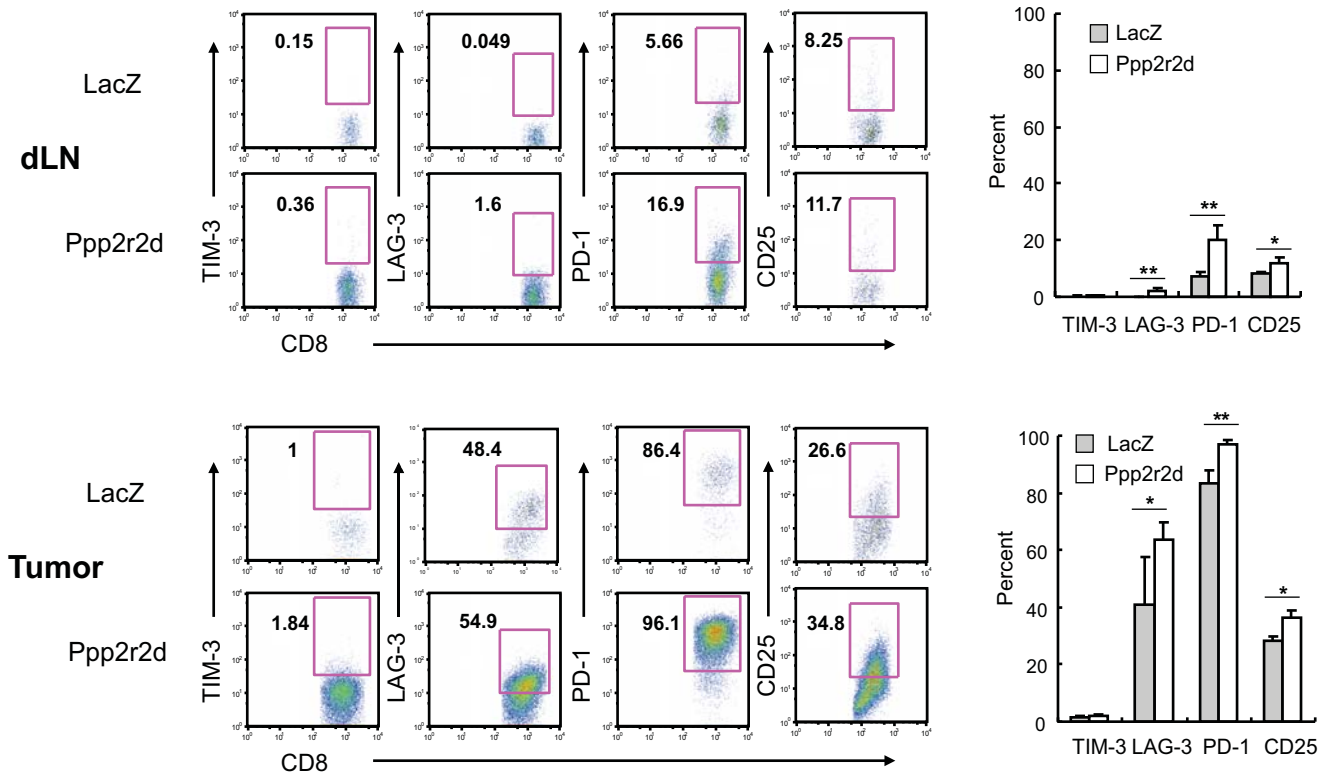 0.15
0.049
5.66
8.25
LacZ
dLN
0.36
1.6
16.9
11.7
Ppp2r2d
TIM-3
LAG-3
PD-1
CD25
CD8
100
80
60
40
20
0
Percent
LacZ
Ppp2r2d
**
**
*
TIM-3 LAG-3 PD-1 CD25
1
48.4
86.4
26.6
LacZ
Tumor
1.84
54.9
96.1
34.8
Ppp2r2d
TIM-3
LAG-3
PD-1
CD25
CD8
100
80
60
40
20
0
Percent
LacZ
Ppp2r2d
*
**
*
TIM-3 LAG-3 PD-1 CD25